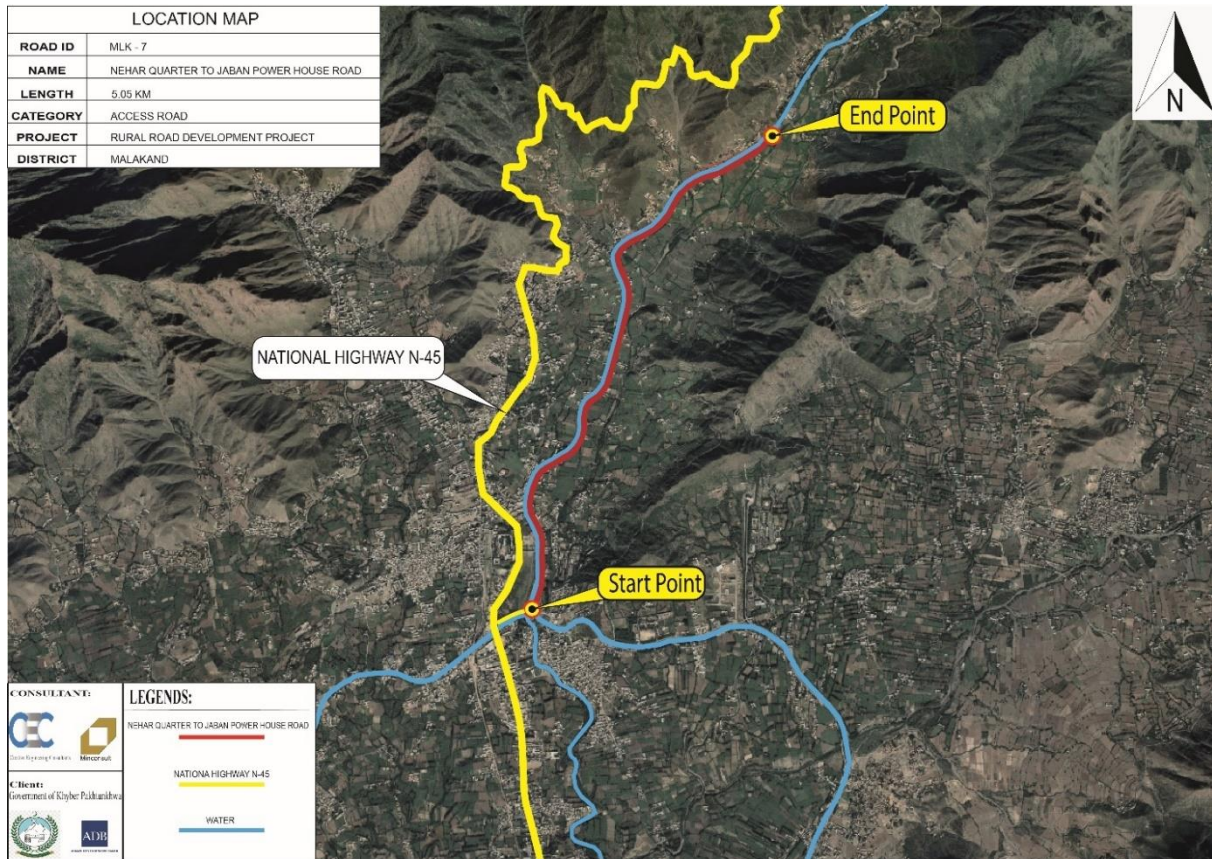 LOCATION MAP
ROAD ID MLK - 7
NAME NEHAR QUARTER TO JABAN POWER HOUSE ROAD
LENGTH 5.05 KM
CATEGORY ACCESS ROAD
PROJECT RURAL ROAD DEVELOPMENT PROJECT
DISTRICT MALAKAND
N
End Point
NATIONAL HIGHWAY N-45
Start Point
CONSULTANT:
CEC
Minconsult
Client:
Government of Khyber Pakhtunkhwa
ADB
LEGENDS:
NEHAR QUARTER TO JABAN POWER HOUSE ROAD
NATIONA HIGHWAY N-45
WATER